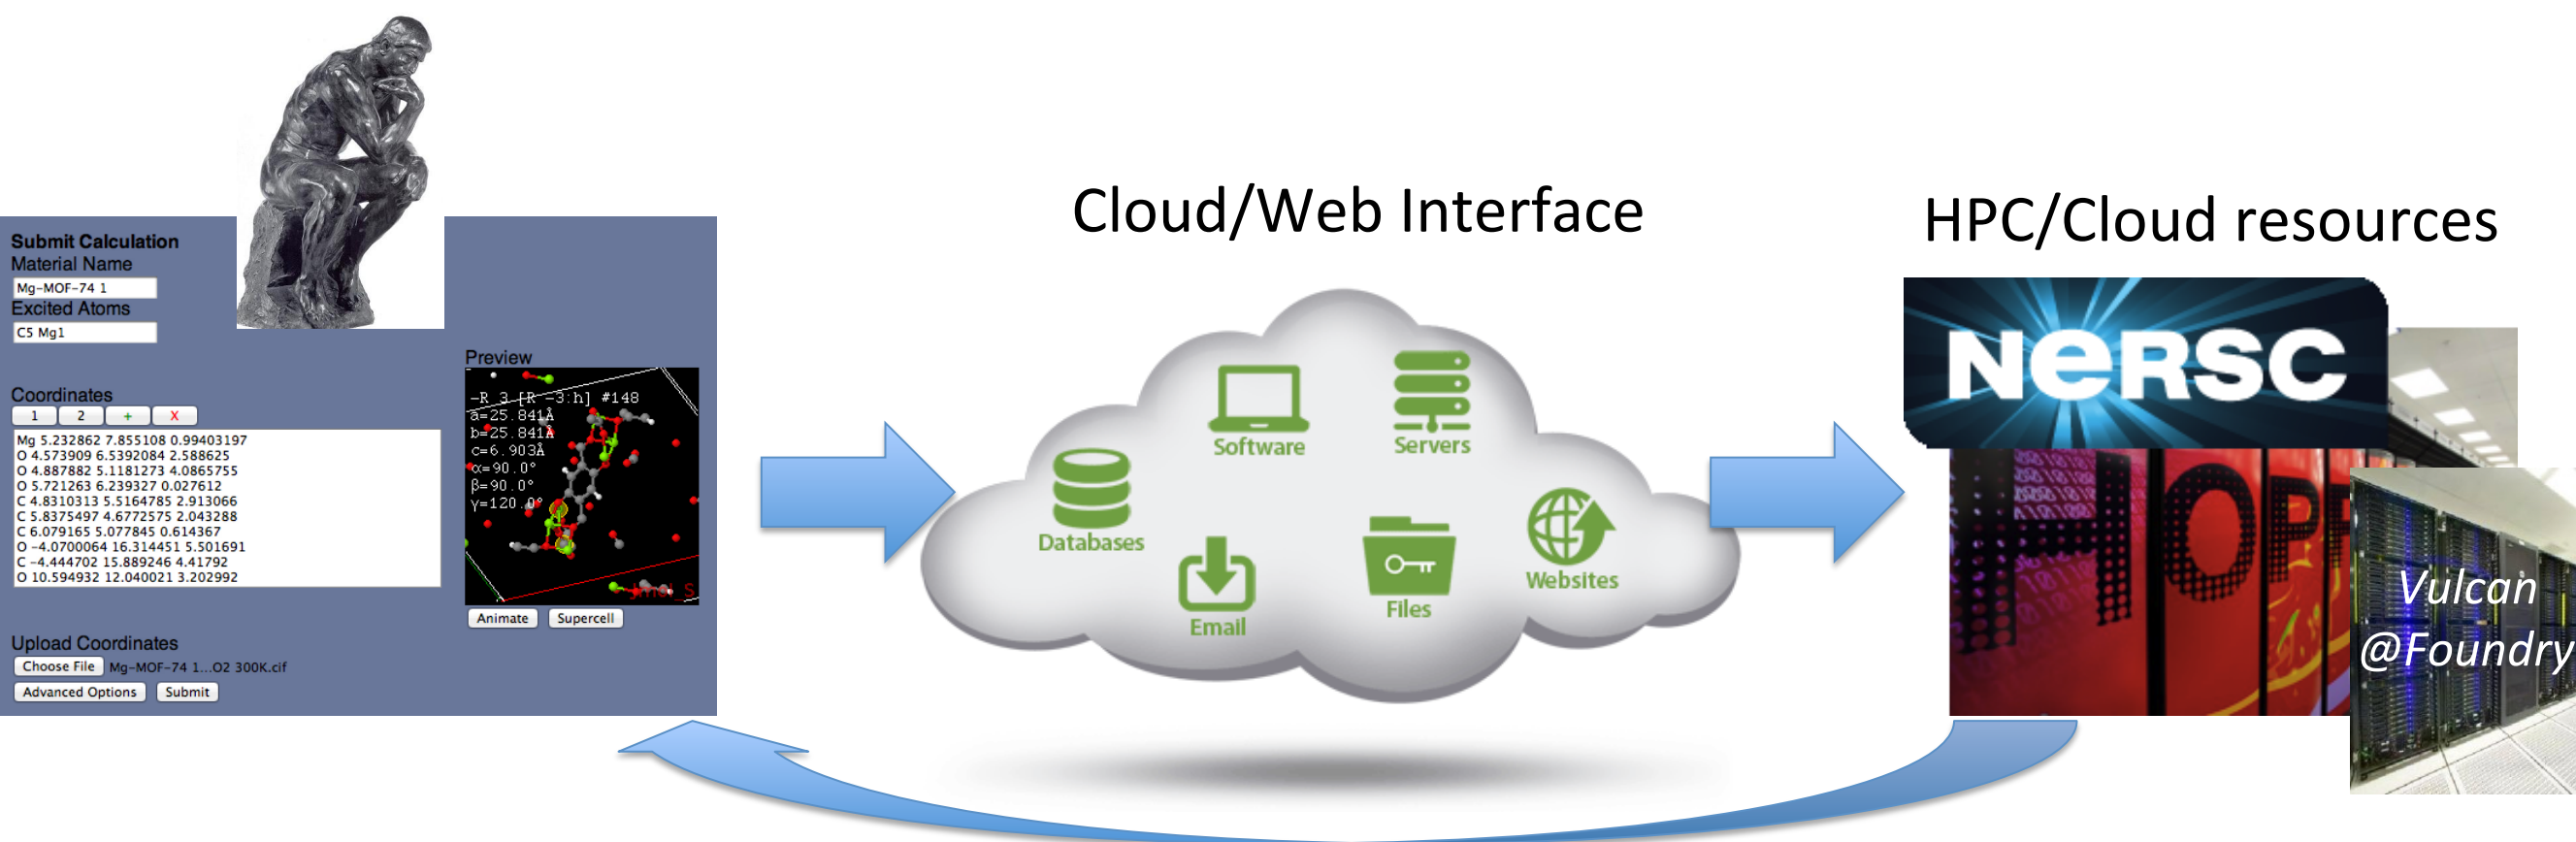 Submit Calculation
Material Name
Mg-MOF-74 1
Excited Atoms
C5 Mg1
Coordinates
1 2 + X
Mg 5.232862 7.855108 0.99403197
O 4.573909 6.5392084 2.588625
O 4.887882 5.1181273 4.0865755
O 5.721263 6.239327 0.027612
C 4.8310313 5.5164785 2.913066
C 5.8375497 4.6772575 2.043288
C 6.079165 5.077845 0.614367
O -4.0700064 16.314451 5.501691
C -4.444702 15.889246 4.41792
O 10.594932 12.040021 3.202992
Upload Coordinates
Choose File Mg-MOF-74 1...O2 300K.cif
Advanced Options Submit
Preview
-R 3 [R -3:h] #148
a=25.841Å
b=25.841Å
c=6.903Å
α=90.0°
β=90.0°
γ=120.0°
Jmol_S
Animate Supercell
Cloud/Web Interface
Software
Servers
Databases
Email
Files
Websites
HPC/Cloud resources
NERSC
HOPP
Vulcan
@Foundry